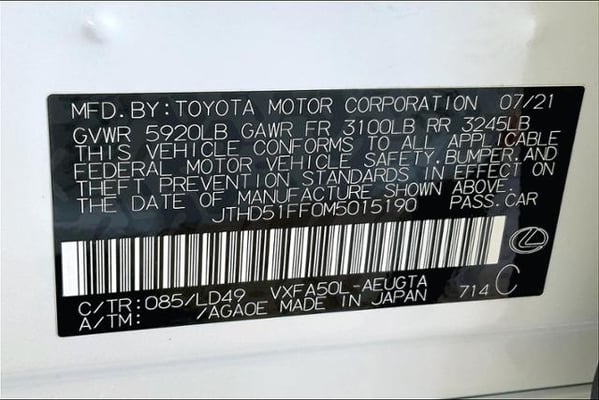 MFD. BY: TOYOTA MOTOR CORPORATION 07/21
GVWR 5920LB GAWR FR 3100LB RR 3245LB
THIS VEHICLE CONFORMS TO ALL APPLICABLE
FEDERAL MOTOR VEHICLE SAFETY, BUMPER, AND
THEFT PREVENTION STANDARDS IN EFFECT ON
THE DATE OF MANUFACTURE SHOWN ABOVE.
JTHD51FF0M5015190 PASS. CAR
C/TR: 085/LD49 VXFA50L-AEUGTA
A/TM: /AGA0E MADE IN JAPAN 714 C